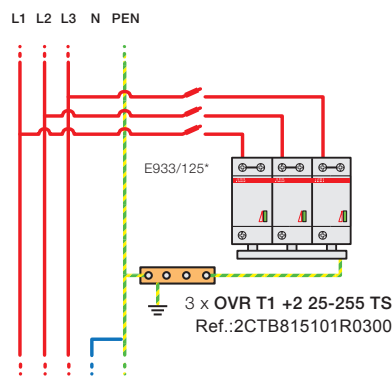 L1 L2 L3 N PEN
E933/125*
3 x OVR T1 +2 25-255 TS
Ref.:2CTB815101R0300